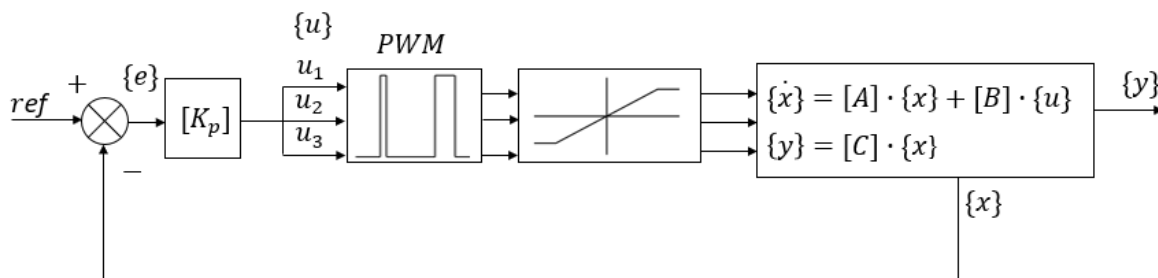 {u}
PWM
+
{e}
u₁
{y}
ref
[Kₚ]
u₂
{ẋ} = [A] · {x} + [B] · {u}
u₃
{y} = [C] · {x}
−
{x}